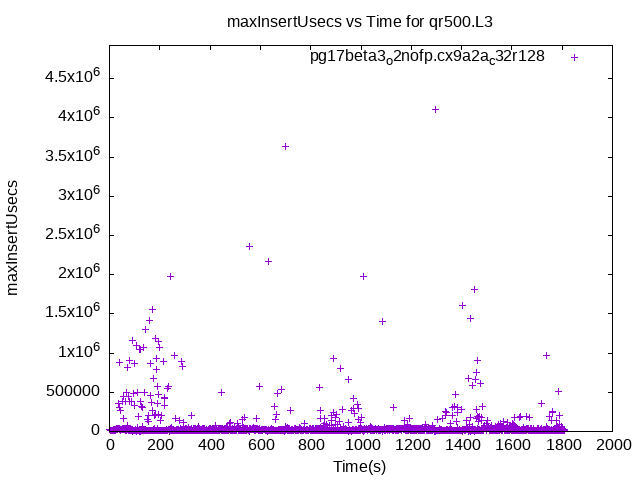 maxInsertUsecs vs Time for qr500.L3
pg17beta3o2nofp.cx9a2ac32r128
4.5x10^6
4x10^6
3.5x10^6
3x10^6
2.5x10^6
2x10^6
1.5x10^6
1x10^6
500000
0
maxInsertUsecs
0 200 400 600 800 1000 1200 1400 1600 1800 2000
Time(s)